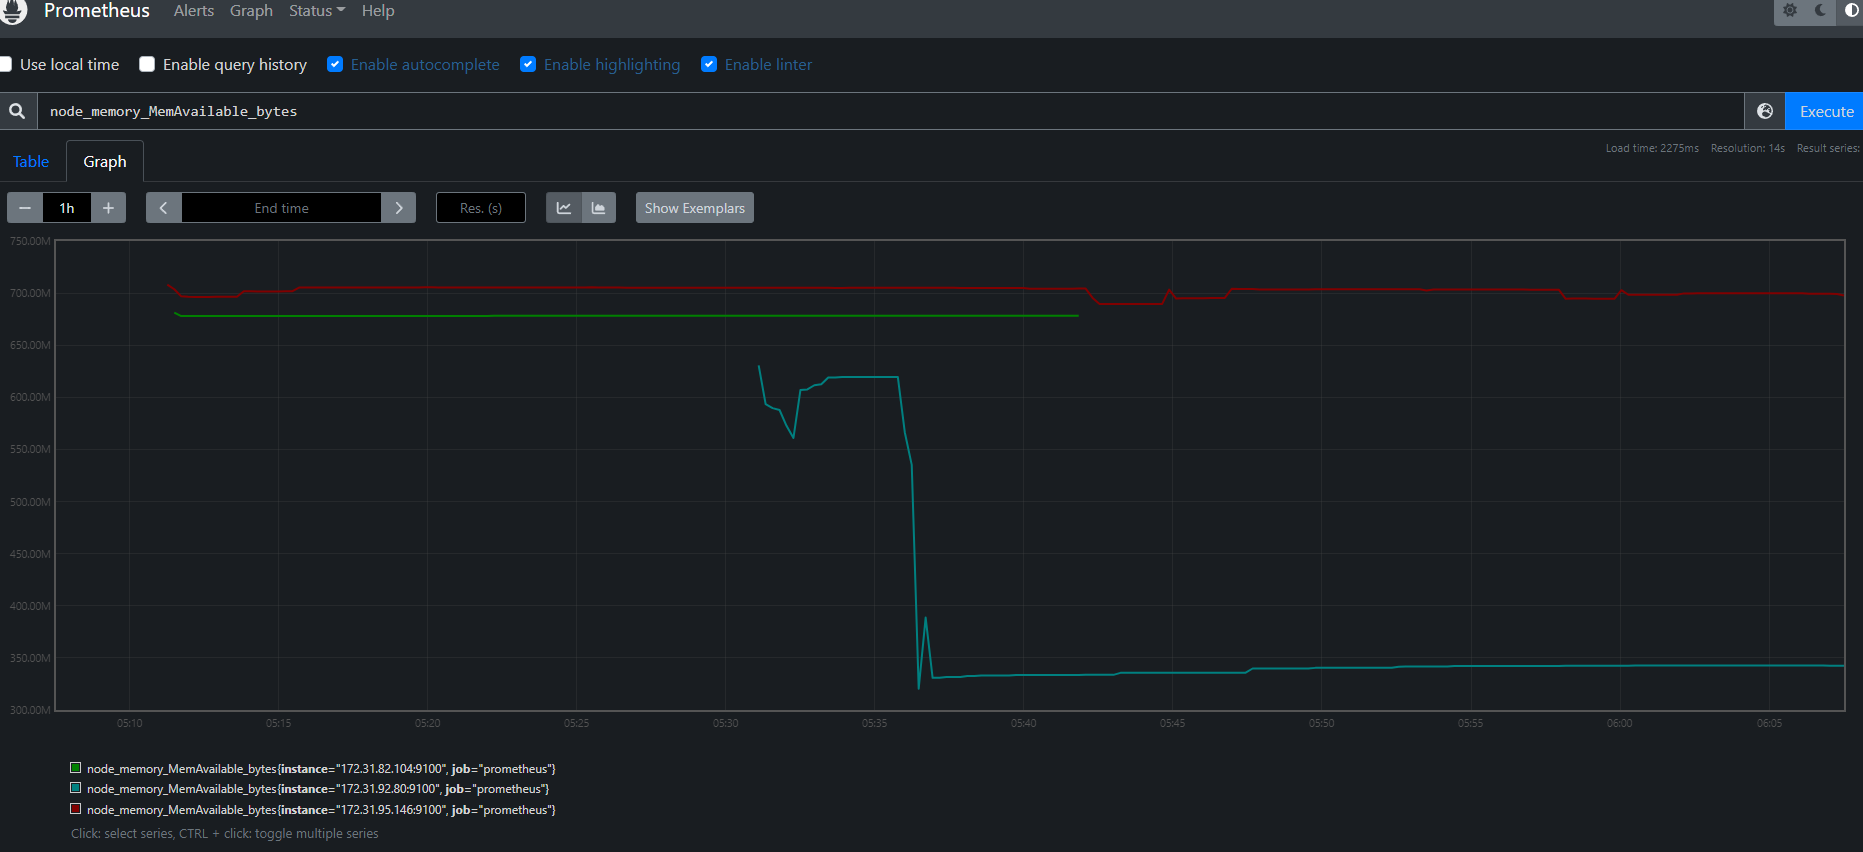 Prometheus Alerts Graph Status Help
Use local time Enable query history Enable autocomplete Enable highlighting Enable linter
node_memory_MemAvailable_bytes Execute
Table Graph Load time: 2275ms Resolution: 14s Result series:
1h End time Res. (s) Show Exemplars
750.00M
700.00M
650.00M
600.00M
550.00M
500.00M
450.00M
400.00M
350.00M
300.00M
05:10 05:15 05:20 05:25 05:30 05:35 05:40 05:45 05:50 05:55 06:00 06:05
node_memory_MemAvailable_bytes{instance="172.31.82.104:9100", job="prometheus"}
node_memory_MemAvailable_bytes{instance="172.31.92.80:9100", job="prometheus"}
node_memory_MemAvailable_bytes{instance="172.31.95.146:9100", job="prometheus"}
Click: select series, CTRL + click: toggle multiple series